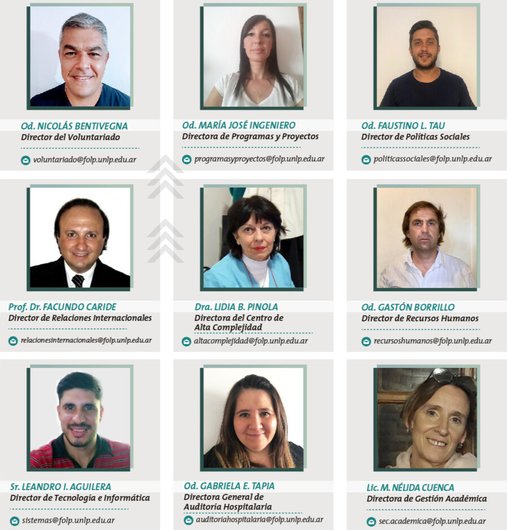 Od. NICOLÁS BENTIVEGNA
Director del Voluntariado
voluntariado@folp.unlp.edu.ar
Od. MARÍA JOSÉ INGENIERO
Directora de Programas y Proyectos
programasyproyectos@folp.unlp.edu.ar
Od. FAUSTINO L. TAU
Director de Políticas Sociales
politicassociales@folp.unlp.edu.ar
Prof. Dr. FACUNDO CARIDE
Director de Relaciones Internacionales
relacionesinternacionales@folp.unlp.edu.ar
Dra. LIDIA B. PINOLA
Directora del Centro de
Alta Complejidad
altacomplejidad@folp.unlp.edu.ar
Od. GASTÓN BORRILLO
Director de Recursos Humanos
recursoshumanos@folp.unlp.edu.ar
Sr. LEANDRO I. AGUILERA
Director de Tecnología e Informática
sistemas@folp.unlp.edu.ar
Od. GABRIELA E. TAPIA
Directora General de
Auditoría Hospitalaria
auditoriahospitalaria@folp.unlp.edu.ar
Lic. M. NÉLIDA CUENCA
Directora de Gestión Académica
sec.academica@folp.unlp.edu.ar